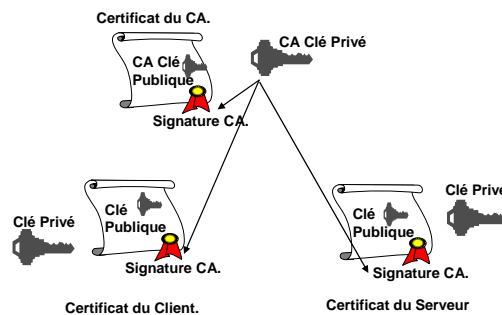 Certificat du CA.
CA Clé Privé
CA Clé
Publique
Signature CA.
Clé Privé
Clé
Publique
Signature CA.
Certificat du Client.
Clé Privé
Clé
Publique
Signature CA.
Certificat du Serveur